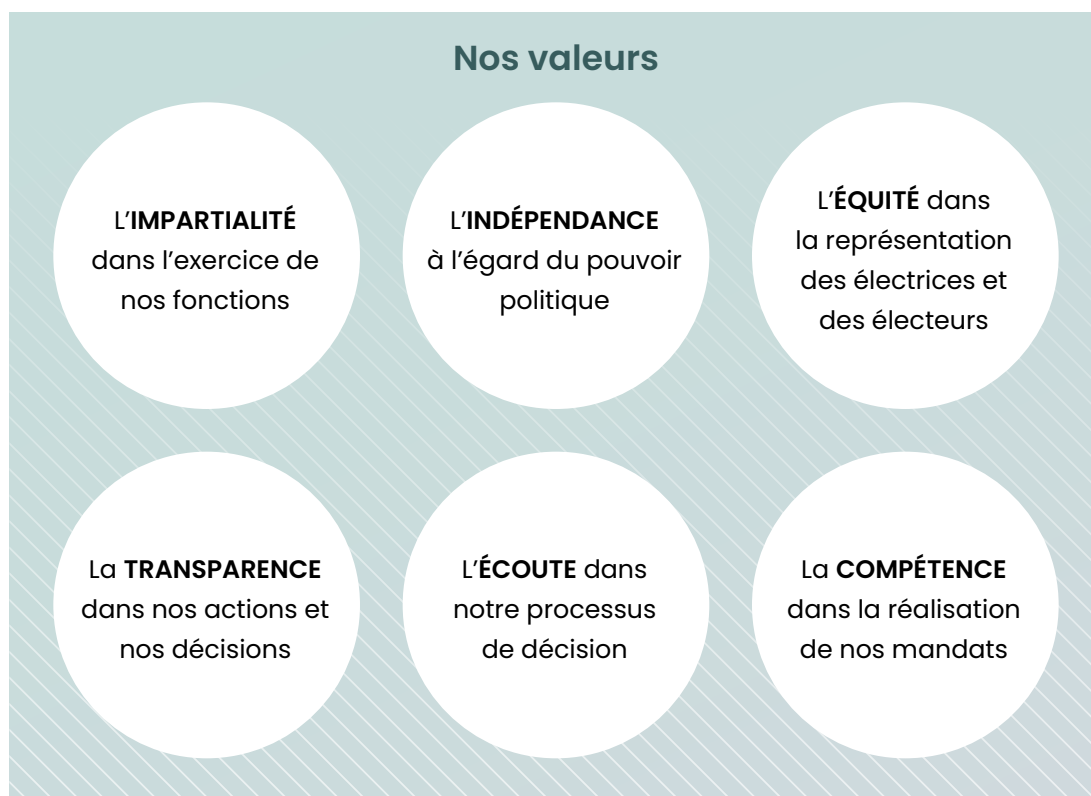 Nos valeurs
L’IMPARTIALITÉ
dans l’exercice de
nos fonctions
L’INDÉPENDANCE
à l’égard du pouvoir
politique
L’ÉQUITÉ dans
la représentation
des électrices et
des électeurs
La TRANSPARENCE
dans nos actions et
nos décisions
L’ÉCOUTE dans
notre processus
de décision
La COMPÉTENCE
dans la réalisation
de nos mandats